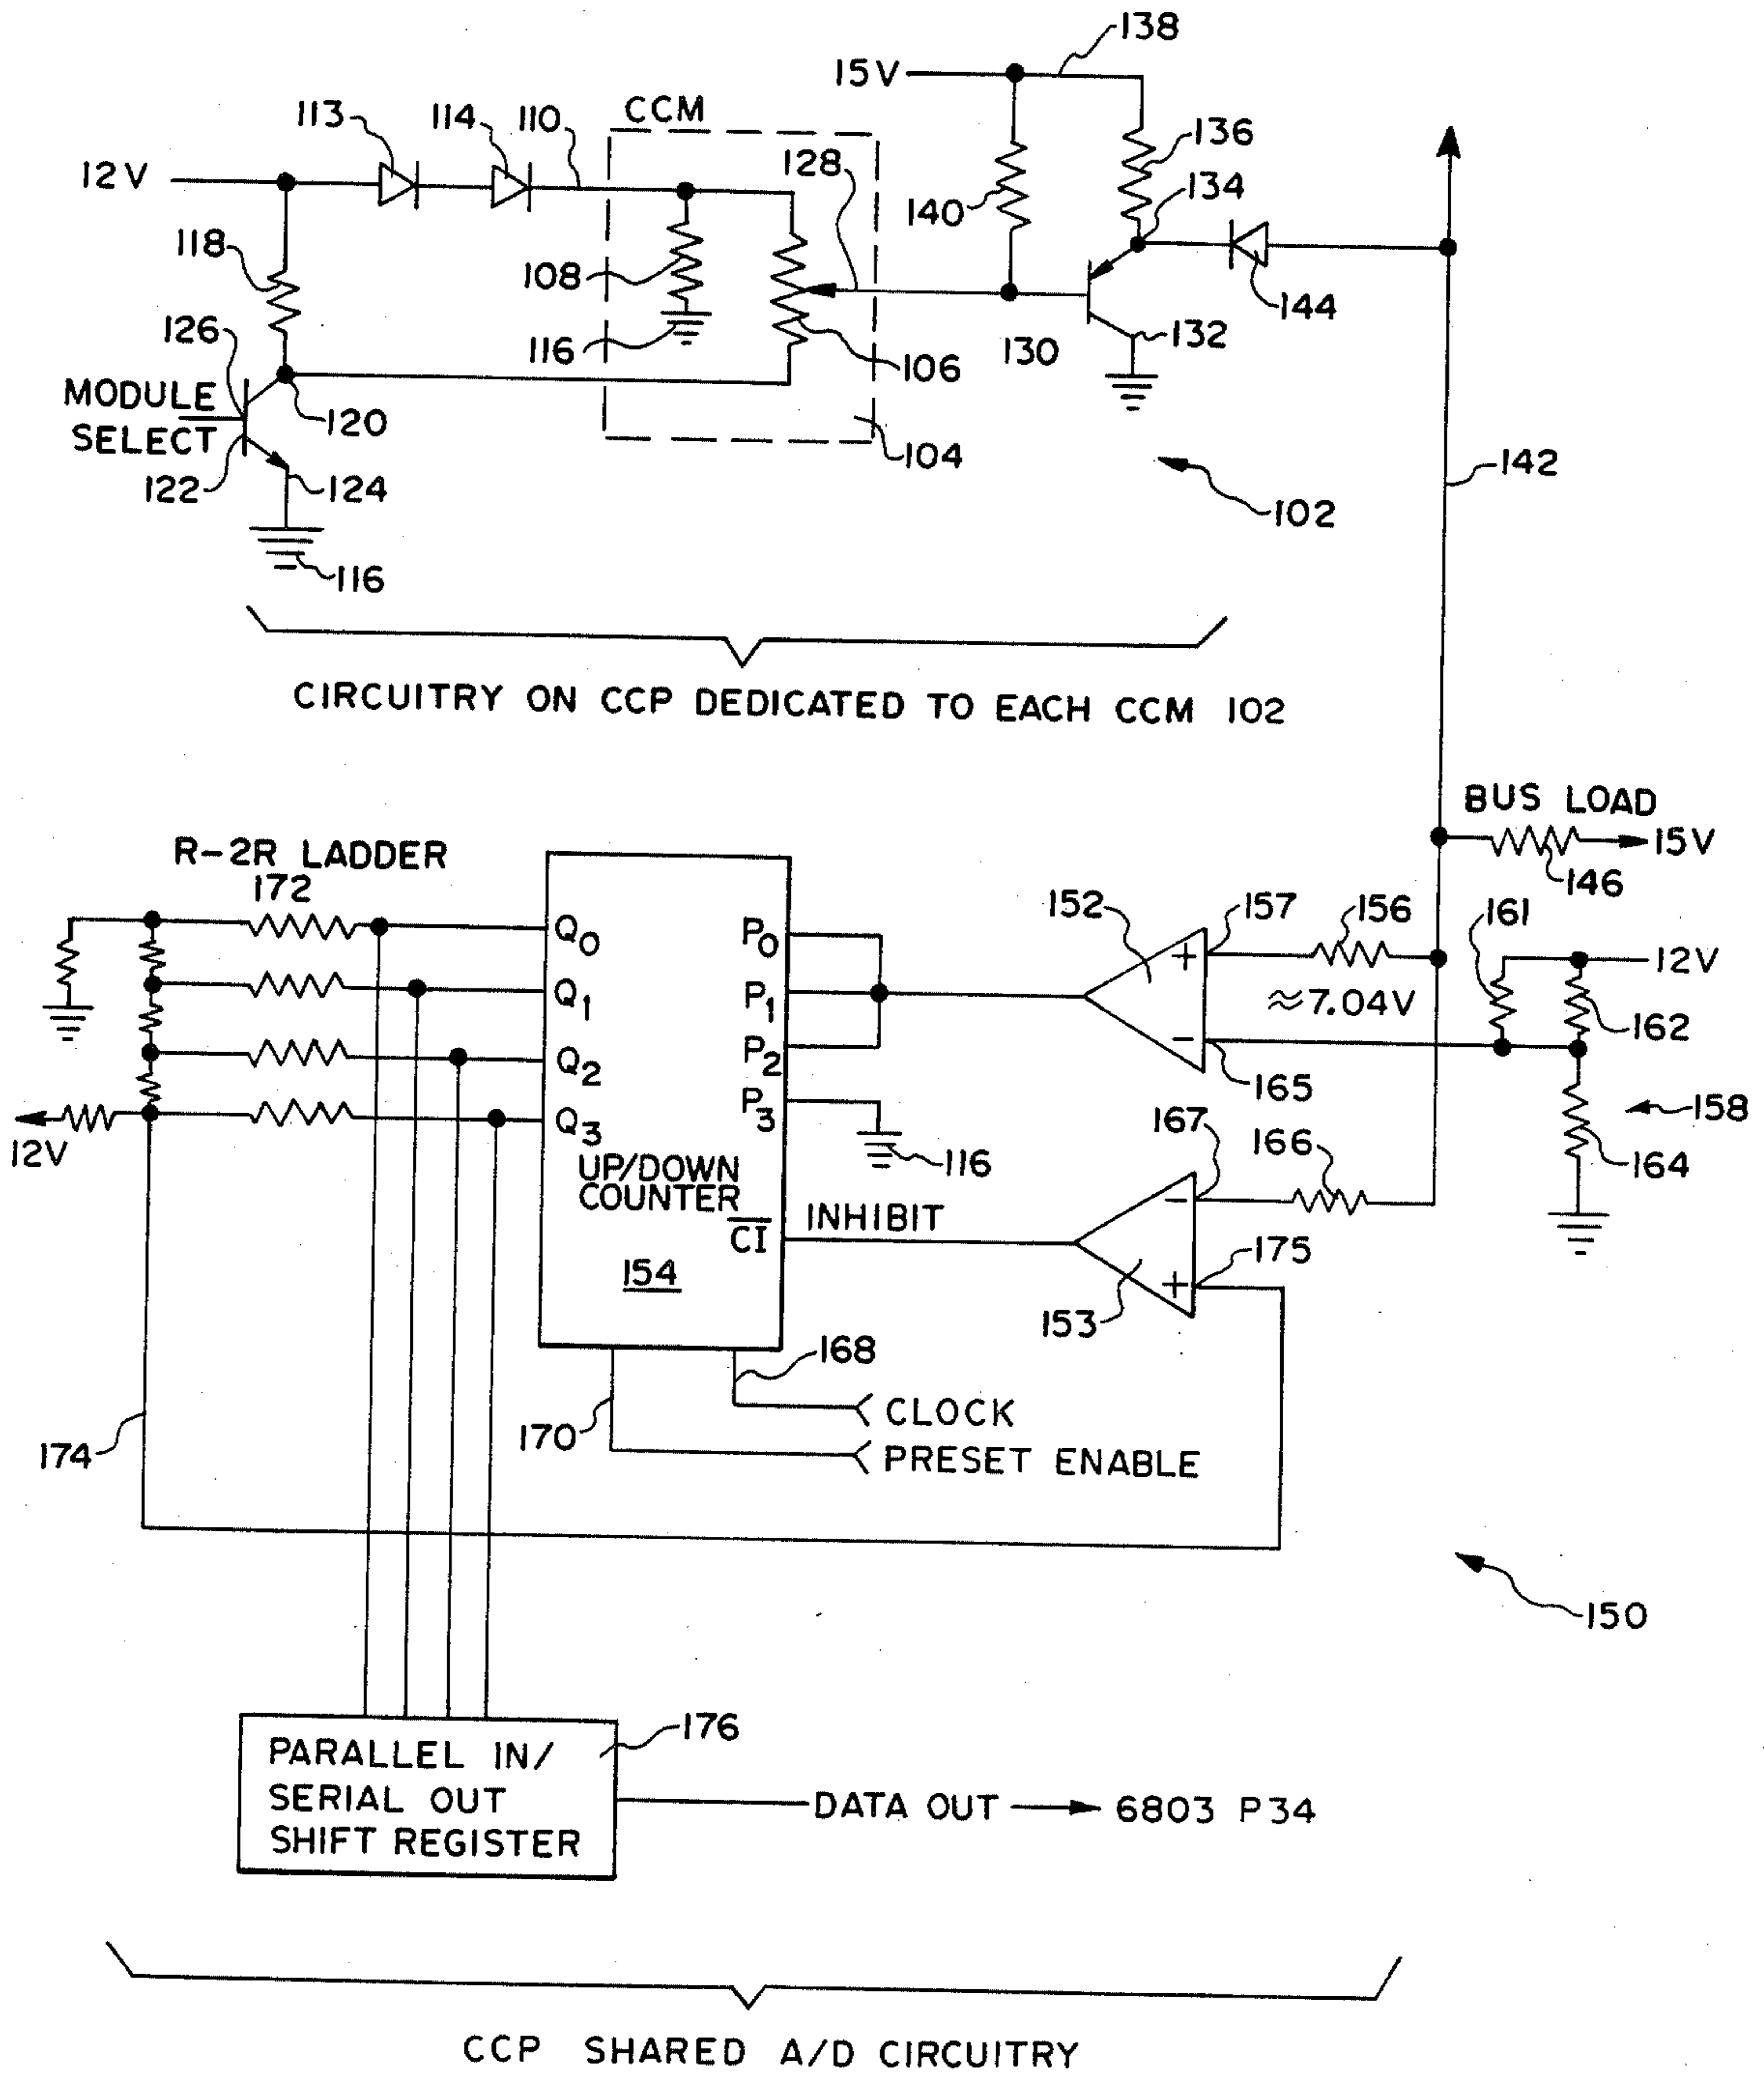 138
15V
CCM
113
114
110
136
128
12V
134
140
118
108
144
126
116
130
132
106
MODULE
SELECT
120
104
142
122
124
102
116
CIRCUITRY ON CCP DEDICATED TO EACH CCM 102
BUS LOAD
R-2R LADDER
15V
172
146
152
157
156
161
Q0
P0
+
12V
Q1
P1
≈7.04V
162
Q2
P2
-
165
158
Q3
P3
167
12V
166
UP/DOWN
COUNTER
116
164
CI
INHIBIT
-
154
175
+
153
168
CLOCK
174
170
PRESET ENABLE
150
176
PARALLEL IN/
SERIAL OUT
SHIFT REGISTER
DATA OUT
6803 P34
CCP SHARED A/D CIRCUITRY